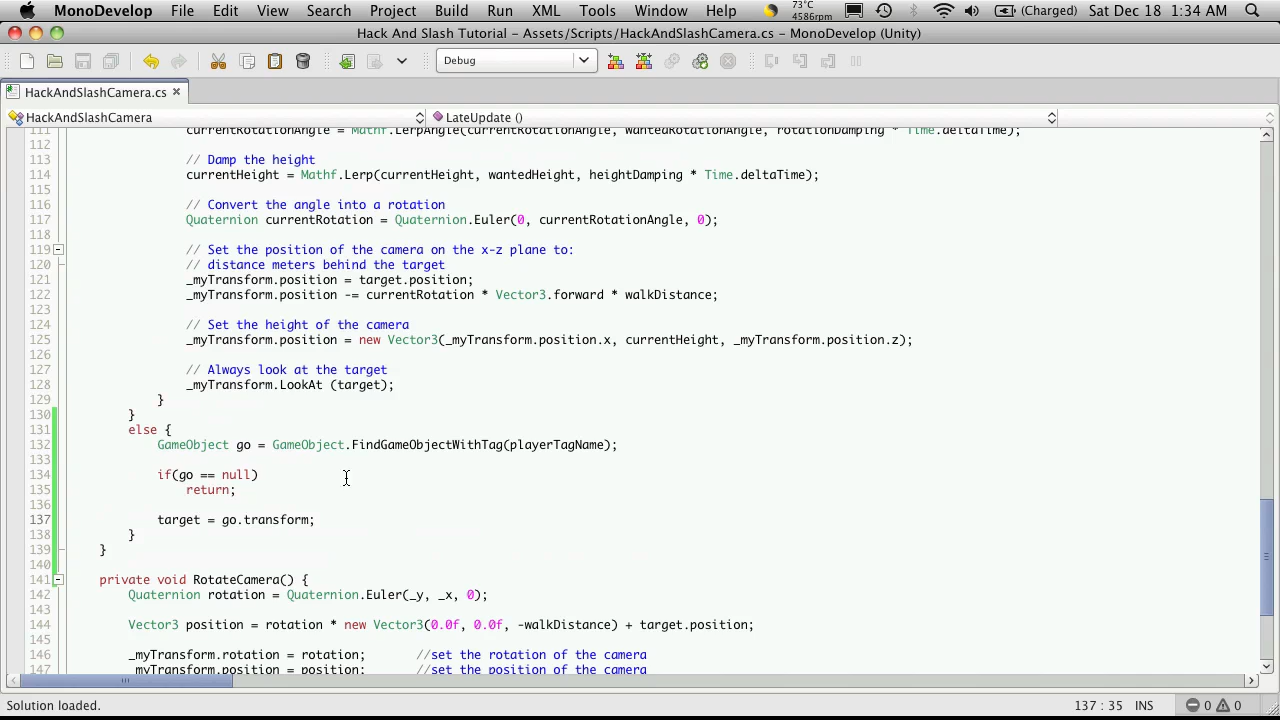 MonoDevelop File Edit View Search Project Build Run XML Tools Window Help 73°C 4586rpm (Charged) Sat Dec 18 1:34 AM
Hack And Slash Tutorial - Assets/Scripts/HackAndSlashCamera.cs - MonoDevelop (Unity)
Debug
HackAndSlashCamera.cs
HackAndSlashCamera LateUpdate ()
111 currentRotationAngle = Mathf.LerpAngle(currentRotationAngle, wantedRotationAngle, rotationDamping * Time.deltaTime);
112
113 // Damp the height
114 currentHeight = Mathf.Lerp(currentHeight, wantedHeight, heightDamping * Time.deltaTime);
115
116 // Convert the angle into a rotation
117 Quaternion currentRotation = Quaternion.Euler(0, currentRotationAngle, 0);
118
119 // Set the position of the camera on the x-z plane to:
120 // distance meters behind the target
121 _myTransform.position = target.position;
122 _myTransform.position -= currentRotation * Vector3.forward * walkDistance;
123
124 // Set the height of the camera
125 _myTransform.position = new Vector3(_myTransform.position.x, currentHeight, _myTransform.position.z);
126
127 // Always look at the target
128 _myTransform.LookAt (target);
129 }
130 }
131 else {
132 GameObject go = GameObject.FindGameObjectWithTag(playerTagName);
133
134 if(go == null)
135 return;
136
137 target = go.transform;
138 }
139 }
140
141 private void RotateCamera() {
142 Quaternion rotation = Quaternion.Euler(_y, _x, 0);
143
144 Vector3 position = rotation * new Vector3(0.0f, 0.0f, -walkDistance) + target.position;
145
146 _myTransform.rotation = rotation; //set the rotation of the camera
147 _myTransform.position = position; //set the position of the camera
Solution loaded. 137 : 35 INS 0 0